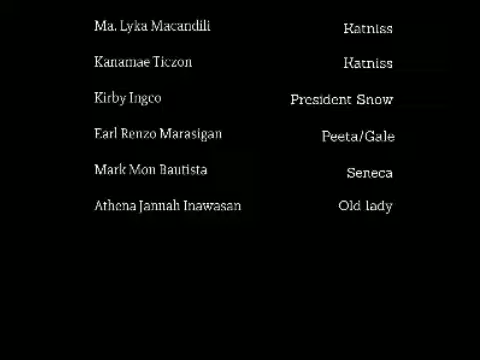 Ma. Lyka Macandili Katniss
Kanamae Ticzon Katniss
Kirby Ingco President Snow
Earl Renzo Marasigan Peeta/Gale
Mark Mon Bautista Seneca
Athena Jannah Inawasan Old lady